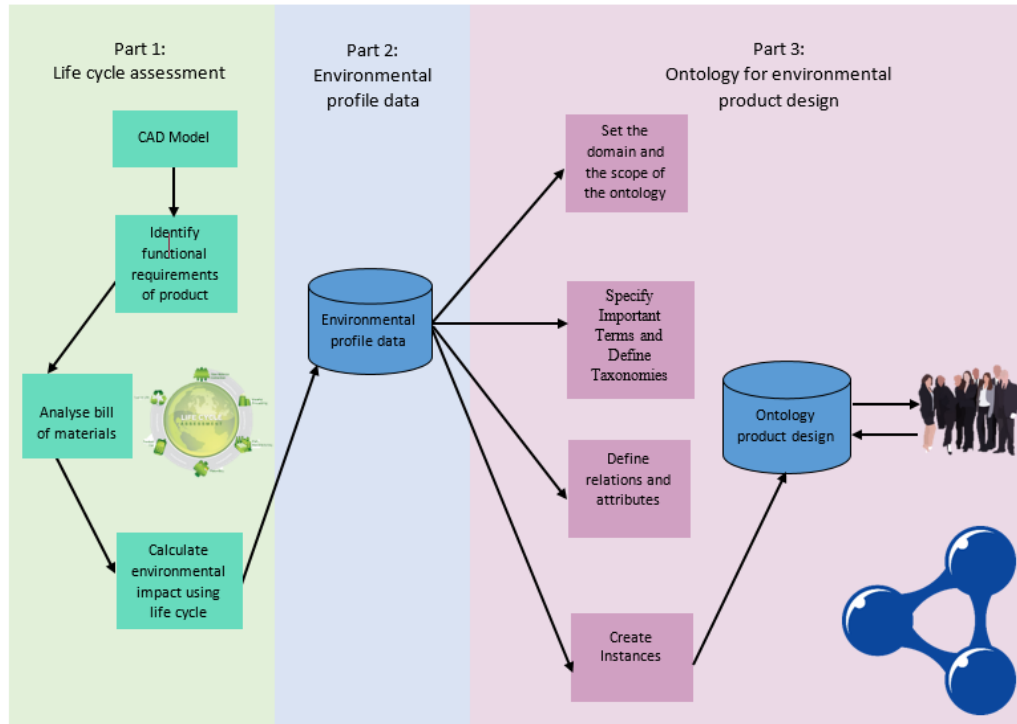 Part 1:
Life cycle assessment
Part 2:
Environmental
profile data
Part 3:
Ontology for environmental
product design
CAD Model
Identify
functional
requirements
of product
Analyse bill
of materials
LIFE CYCLE
ASSESSMENT
Calculate
environmental
impact using
life cycle
Environmental
profile data
Set the
domain and
the scope of
the ontology
Specify
Important
Terms and
Define
Taxonomies
Define
relations and
attributes
Create
Instances
Ontology
product design